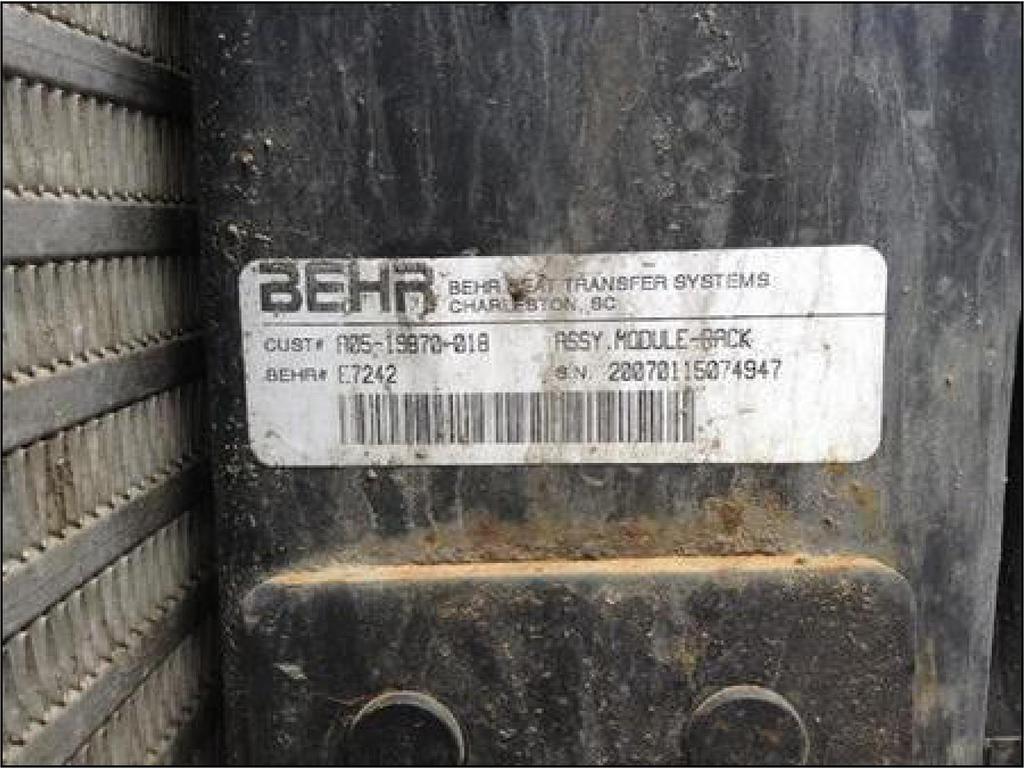 BEHR
BEHR HEAT TRANSFER SYSTEMS
CHARLESTON, SC
CUST# A05-19870-018 ASSY.MODULE-BACK
BEHR# E7242 S.N. 20070115074947